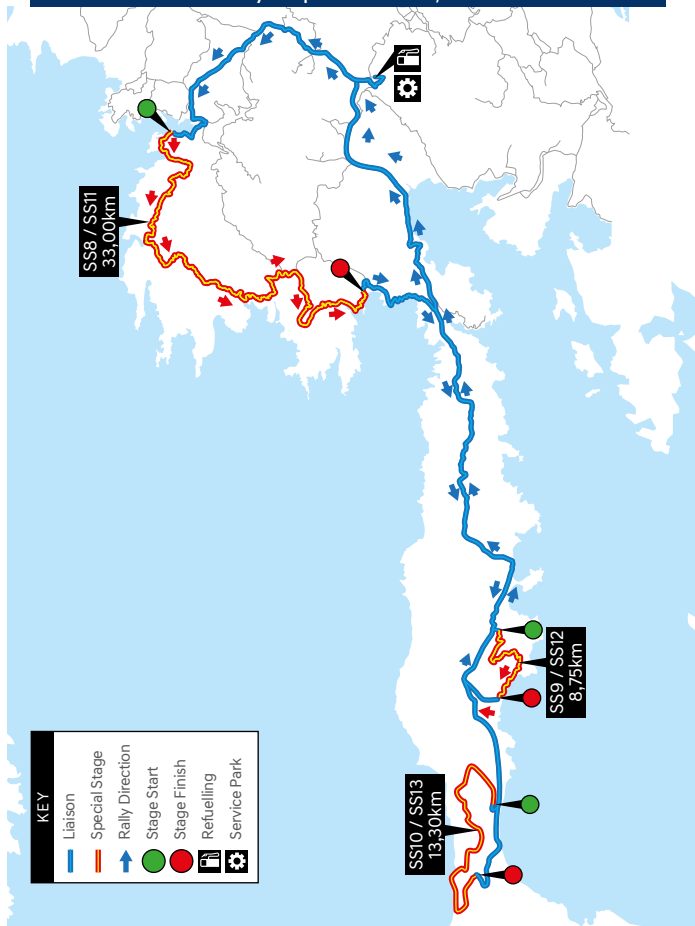 SS8 / SS11
33,00km
SS9 / SS12
8,75km
SS10 / SS13
13,30km
KEY
Liaison
Special Stage
Rally Direction
Stage Start
Stage Finish
Refuelling
Service Park